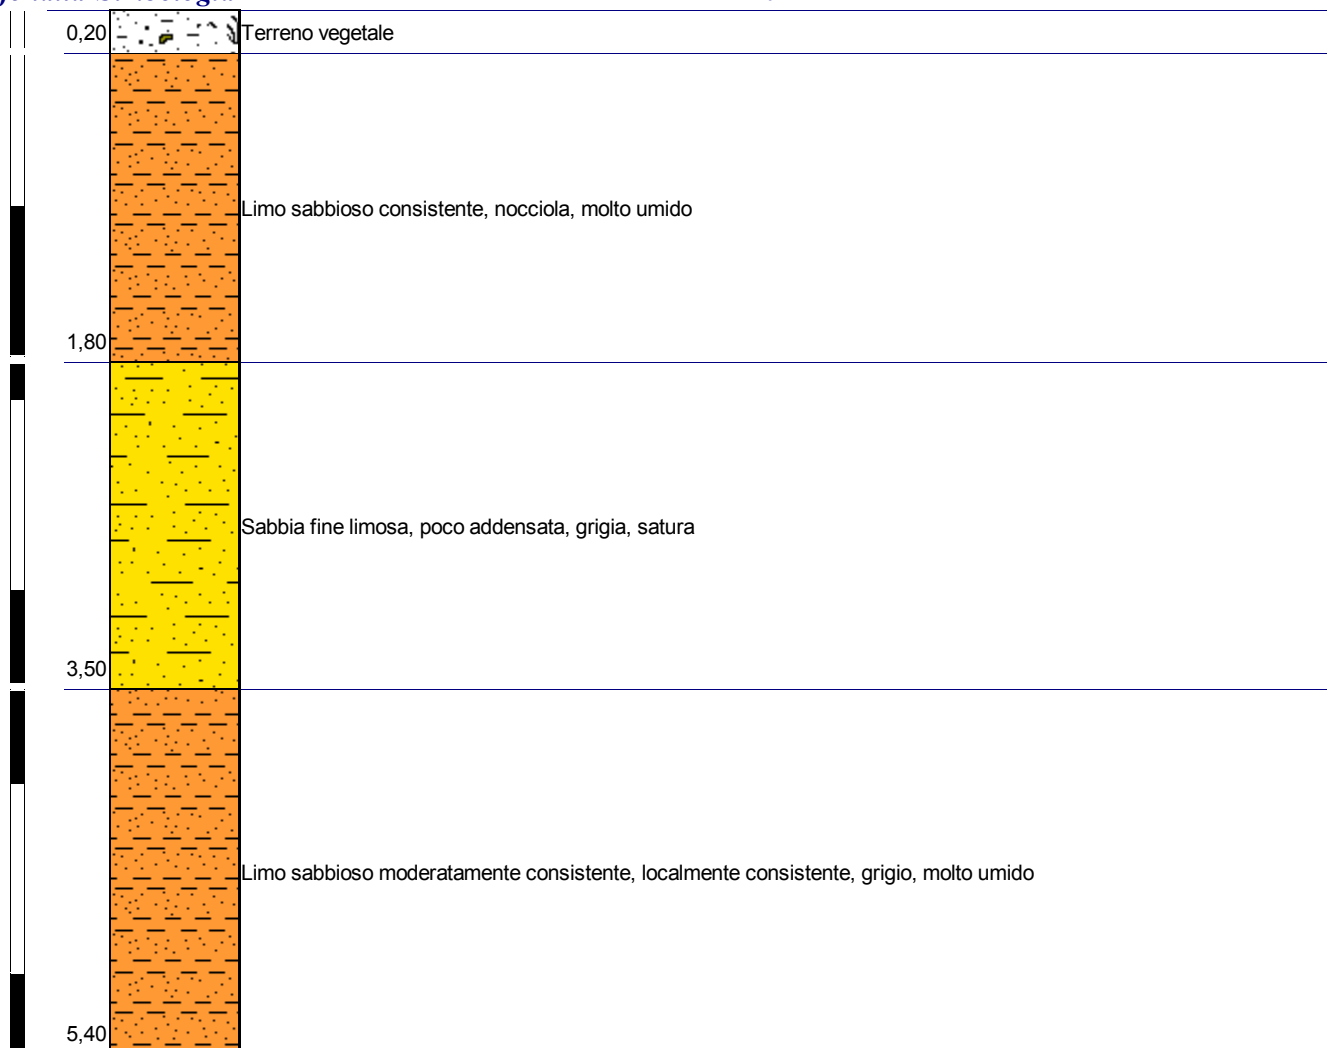 0,20 Terreno vegetale
Limo sabbioso consistente, nocciola, molto umido
1,80
Sabbia fine limosa, poco addensata, grigia, satura
3,50
Limo sabbioso moderatamente consistente, localmente consistente, grigio, molto umido
5,40